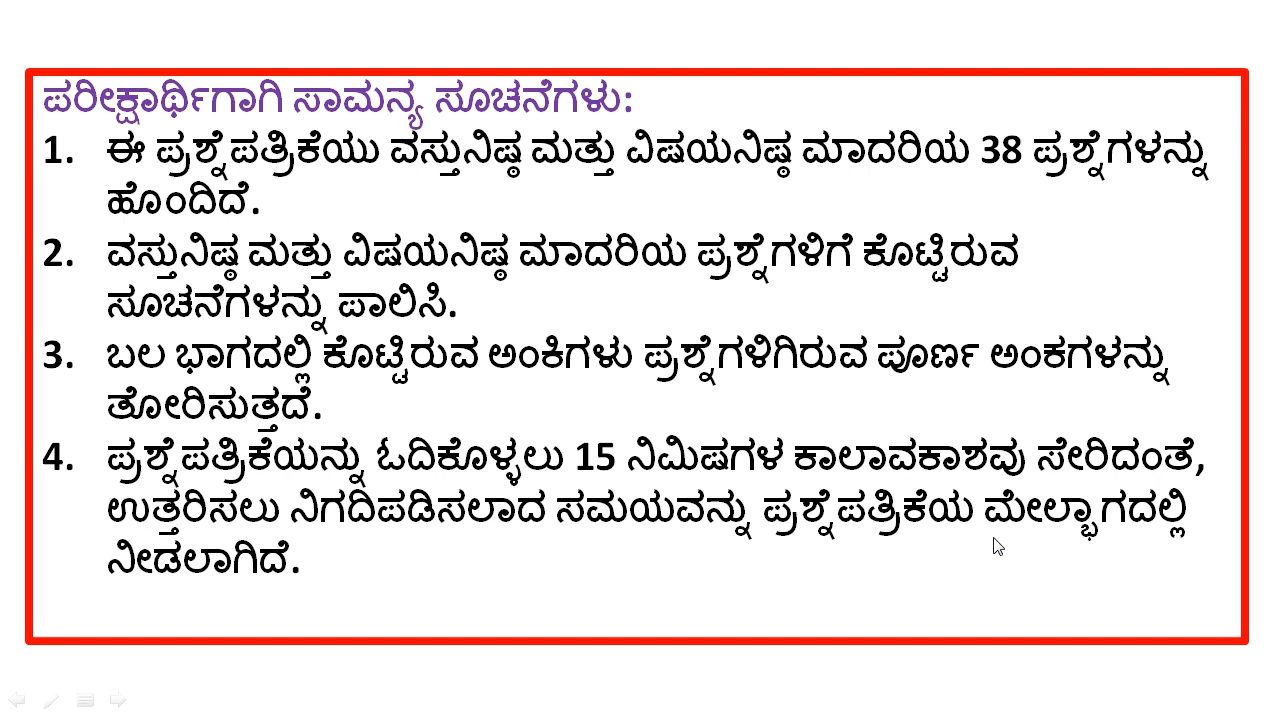 ಪರೀಕ್ಷಾರ್ಥಿಗಾಗಿ ಸಾಮನ್ಯ ಸೂಚನೆಗಳು:
1. ಈ ಪ್ರಶ್ನೆಪತ್ರಿಕೆಯು ವಸ್ತುನಿಷ್ಠ ಮತ್ತು ವಿಷಯನಿಷ್ಠ ಮಾದರಿಯ 38 ಪ್ರಶ್ನೆಗಳನ್ನು
ಹೊಂದಿದೆ.
2. ವಸ್ತುನಿಷ್ಠ ಮತ್ತು ವಿಷಯನಿಷ್ಠ ಮಾದರಿಯ ಪ್ರಶ್ನೆಗಳಿಗೆ ಕೊಟ್ಟಿರುವ
ಸೂಚನೆಗಳನ್ನು ಪಾಲಿಸಿ.
3. ಬಲ ಭಾಗದಲ್ಲಿ ಕೊಟ್ಟಿರುವ ಅಂಕಿಗಳು ಪ್ರಶ್ನೆಗಳಿಗಿರುವ ಪೂರ್ಣ ಅಂಕಗಳನ್ನು
ತೋರಿಸುತ್ತದೆ.
4. ಪ್ರಶ್ನೆಪತ್ರಿಕೆಯನ್ನು ಓದಿಕೊಳ್ಳಲು 15 ನಿಮಿಷಗಳ ಕಾಲಾವಕಾಶವು ಸೇರಿದಂತೆ,
ಉತ್ತರಿಸಲು ನಿಗದಿಪಡಿಸಲಾದ ಸಮಯವನ್ನು ಪ್ರಶ್ನೆಪತ್ರಿಕೆಯ ಮೇಲ್ಭಾಗದಲ್ಲಿ
ನೀಡಲಾಗಿದೆ.